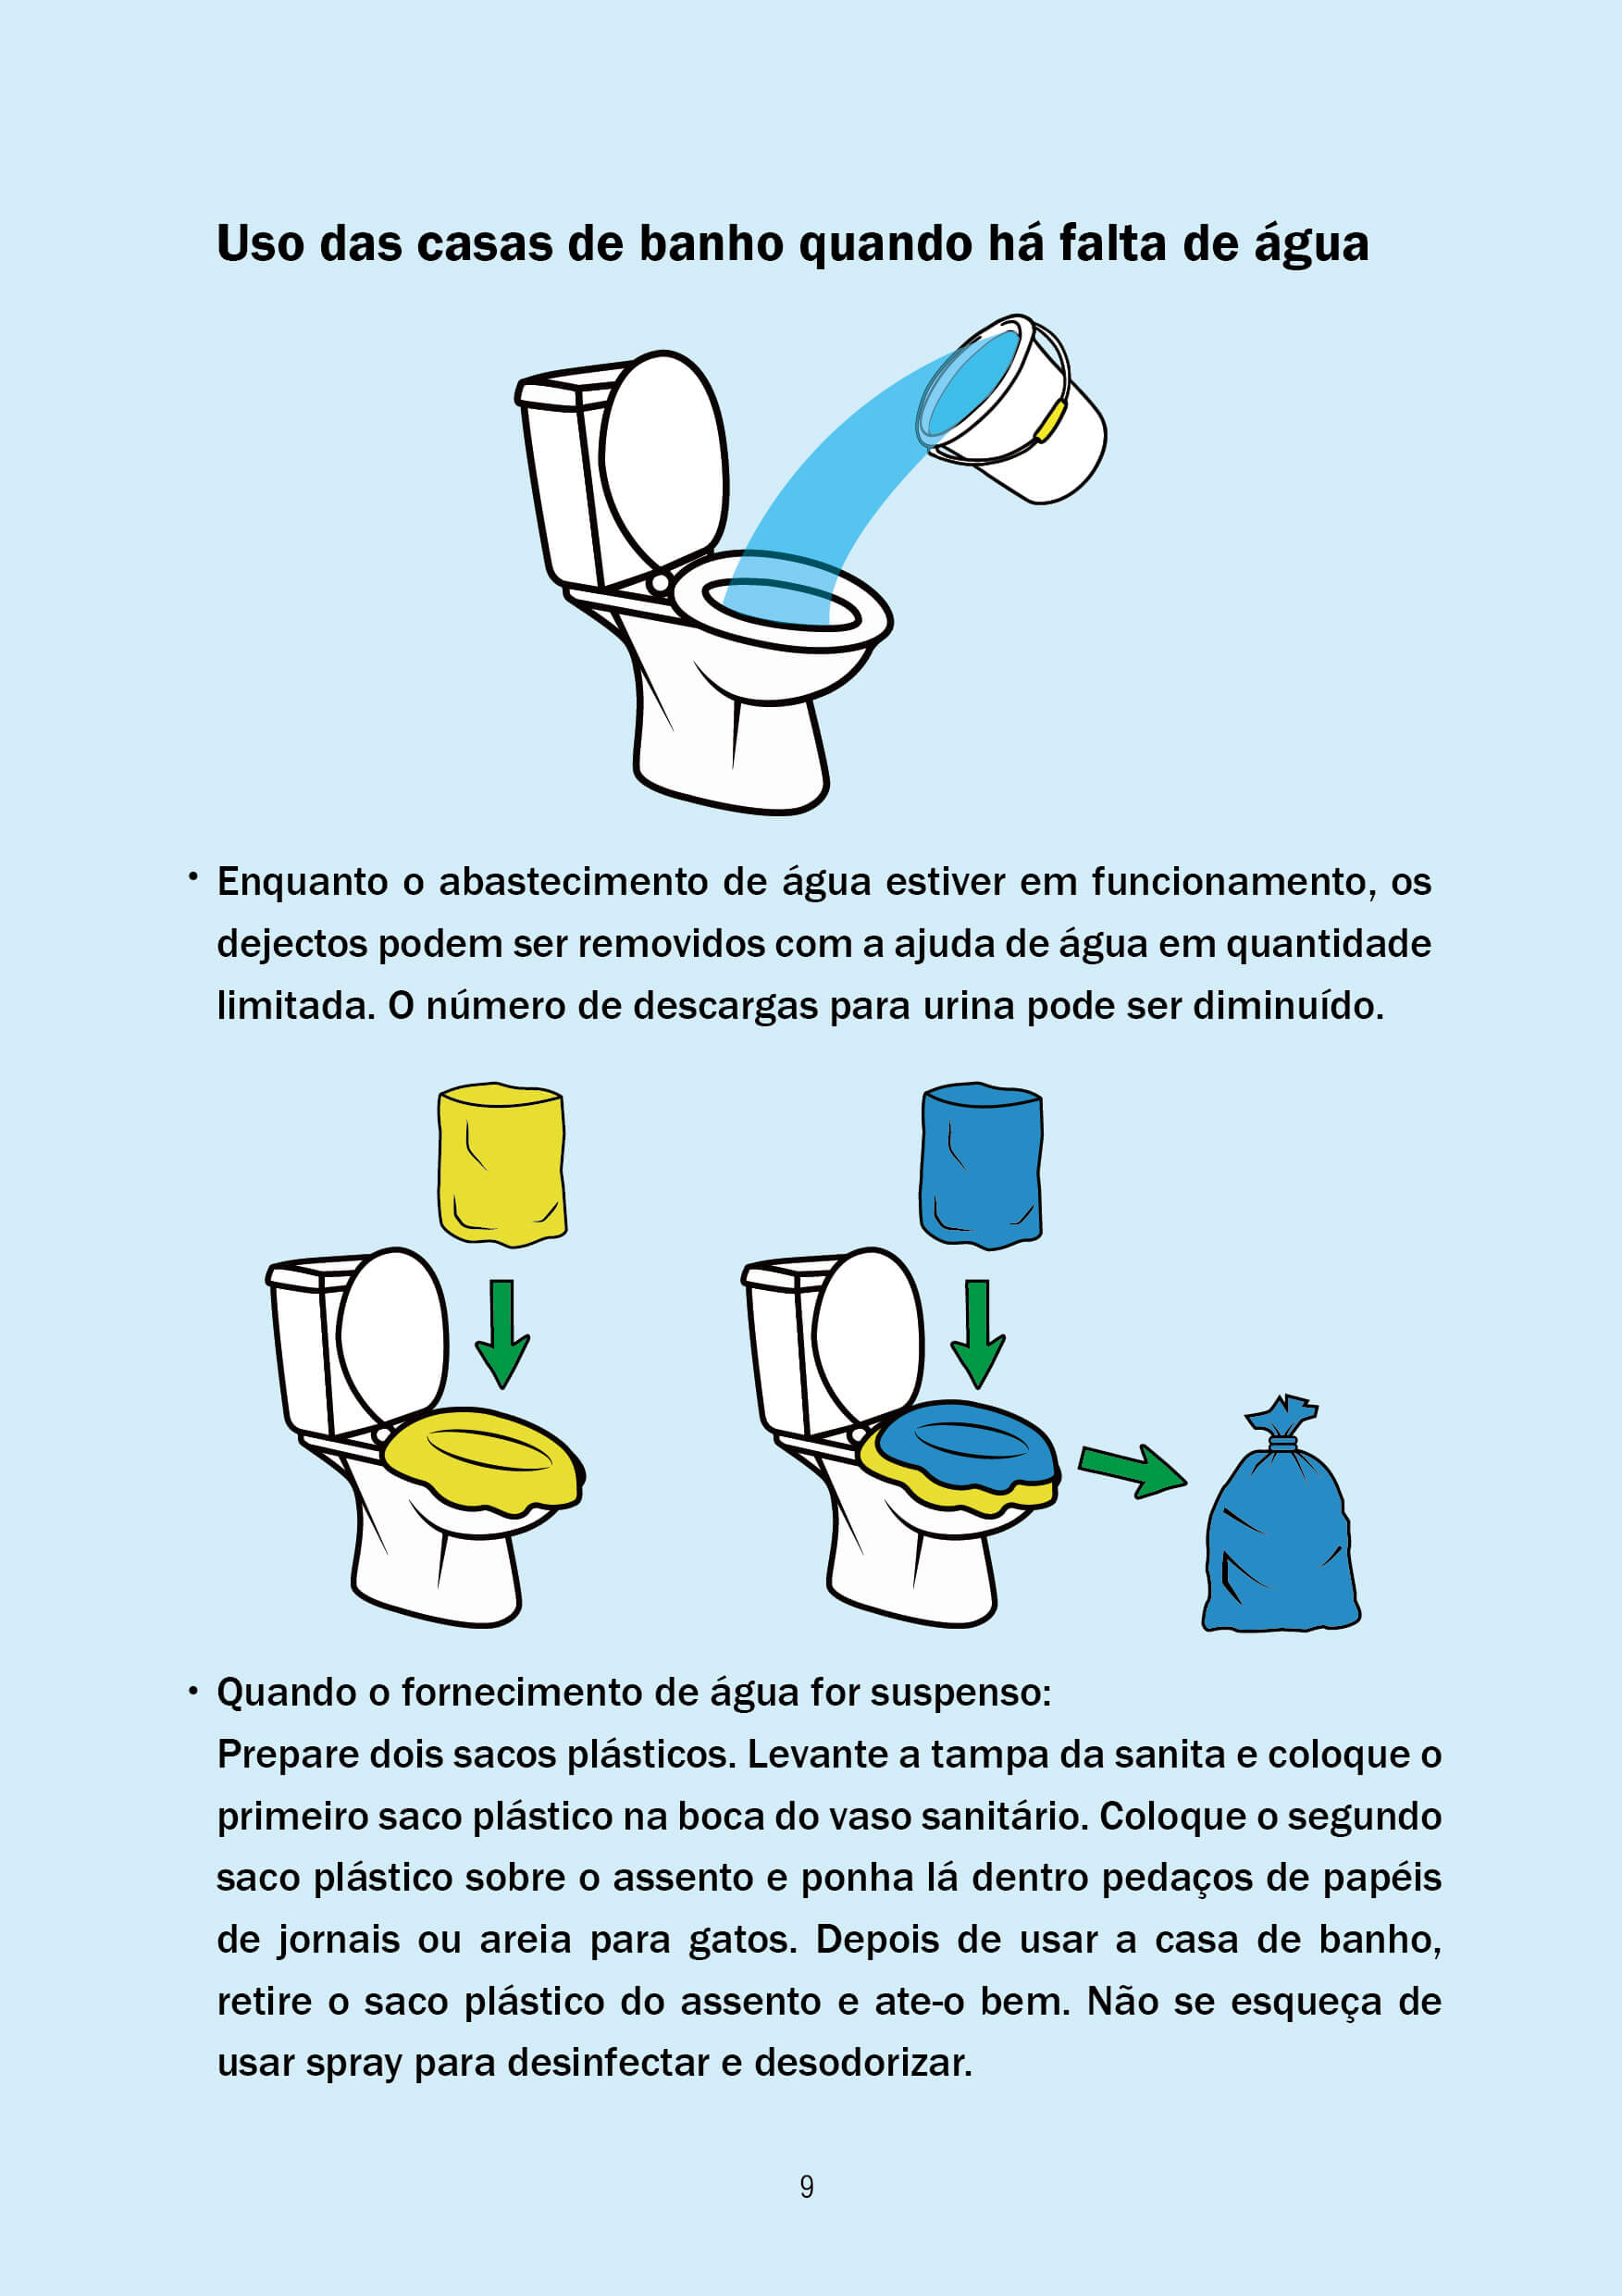 Uso das casas de banho quando há falta de água
• Enquanto o abastecimento de água estiver em funcionamento, os
dejectos podem ser removidos com a ajuda de água em quantidade
limitada. O número de descargas para urina pode ser diminuído.
• Quando o fornecimento de água for suspenso:
Prepare dois sacos plásticos. Levante a tampa da sanita e coloque o
primeiro saco plástico na boca do vaso sanitário. Coloque o segundo
saco plástico sobre o assento e ponha lá dentro pedaços de papéis
de jornais ou areia para gatos. Depois de usar a casa de banho,
retire o saco plástico do assento e ate-o bem. Não se esqueça de
usar spray para desinfectar e desodorizar.
9